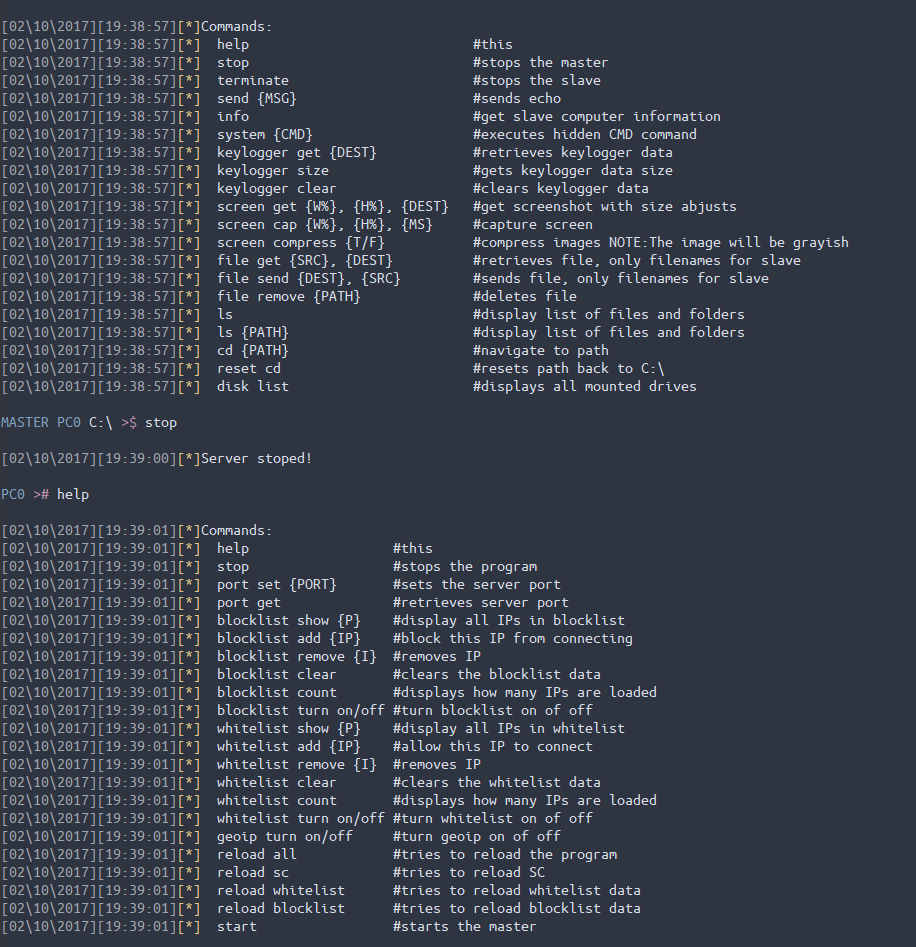 [02\10\2017][19:38:57][*]Commands:
[02\10\2017][19:38:57][*]  help                            #this
[02\10\2017][19:38:57][*]  stop                            #stops the master
[02\10\2017][19:38:57][*]  terminate                       #stops the slave
[02\10\2017][19:38:57][*]  send {MSG}                      #sends echo
[02\10\2017][19:38:57][*]  info                            #get slave computer information
[02\10\2017][19:38:57][*]  system {CMD}                    #executes hidden CMD command
[02\10\2017][19:38:57][*]  keylogger get {DEST}            #retrieves keylogger data
[02\10\2017][19:38:57][*]  keylogger size                  #gets keylogger data size
[02\10\2017][19:38:57][*]  keylogger clear                 #clears keylogger data
[02\10\2017][19:38:57][*]  screen get {W%}, {H%}, {DEST}   #get screenshot with size abjusts
[02\10\2017][19:38:57][*]  screen cap {W%}, {H%}, {MS}     #capture screen
[02\10\2017][19:38:57][*]  screen compress {T/F}           #compress images NOTE:The image will be grayish
[02\10\2017][19:38:57][*]  file get {SRC}, {DEST}          #retrieves file, only filenames for slave
[02\10\2017][19:38:57][*]  file send {DEST}, {SRC}         #sends file, only filenames for slave
[02\10\2017][19:38:57][*]  file remove {PATH}              #deletes file
[02\10\2017][19:38:57][*]  ls                              #display list of files and folders
[02\10\2017][19:38:57][*]  ls {PATH}                       #display list of files and folders
[02\10\2017][19:38:57][*]  cd {PATH}                       #navigate to path
[02\10\2017][19:38:57][*]  reset cd                        #resets path back to C:\
[02\10\2017][19:38:57][*]  disk list                       #displays all mounted drives
MASTER PC0 C:\ >$ stop
[02\10\2017][19:39:00][*]Server stoped!
PC0 ># help
[02\10\2017][19:39:01][*]Commands:
[02\10\2017][19:39:01][*]  help                  #this
[02\10\2017][19:39:01][*]  stop                  #stops the program
[02\10\2017][19:39:01][*]  port set {PORT}       #sets the server port
[02\10\2017][19:39:01][*]  port get              #retrieves server port
[02\10\2017][19:39:01][*]  blocklist show {P}    #display all IPs in blocklist
[02\10\2017][19:39:01][*]  blocklist add {IP}    #block this IP from connecting
[02\10\2017][19:39:01][*]  blocklist remove {I}  #removes IP
[02\10\2017][19:39:01][*]  blocklist clear       #clears the blocklist data
[02\10\2017][19:39:01][*]  blocklist count       #displays how many IPs are loaded
[02\10\2017][19:39:01][*]  blocklist turn on/off #turn blocklist on of off
[02\10\2017][19:39:01][*]  whitelist show {P}    #display all IPs in whitelist
[02\10\2017][19:39:01][*]  whitelist add {IP}    #allow this IP to connect
[02\10\2017][19:39:01][*]  whitelist remove {I}  #removes IP
[02\10\2017][19:39:01][*]  whitelist clear       #clears the whitelist data
[02\10\2017][19:39:01][*]  whitelist count       #displays how many IPs are loaded
[02\10\2017][19:39:01][*]  whitelist turn on/off #turn whitelist on of off
[02\10\2017][19:39:01][*]  geoip turn on/off     #turn geoip on of off
[02\10\2017][19:39:01][*]  reload all            #tries to reload the program
[02\10\2017][19:39:01][*]  reload sc             #tries to reload SC
[02\10\2017][19:39:01][*]  reload whitelist      #tries to reload whitelist data
[02\10\2017][19:39:01][*]  reload blocklist      #tries to reload blocklist data
[02\10\2017][19:39:01][*]  start                 #starts the master